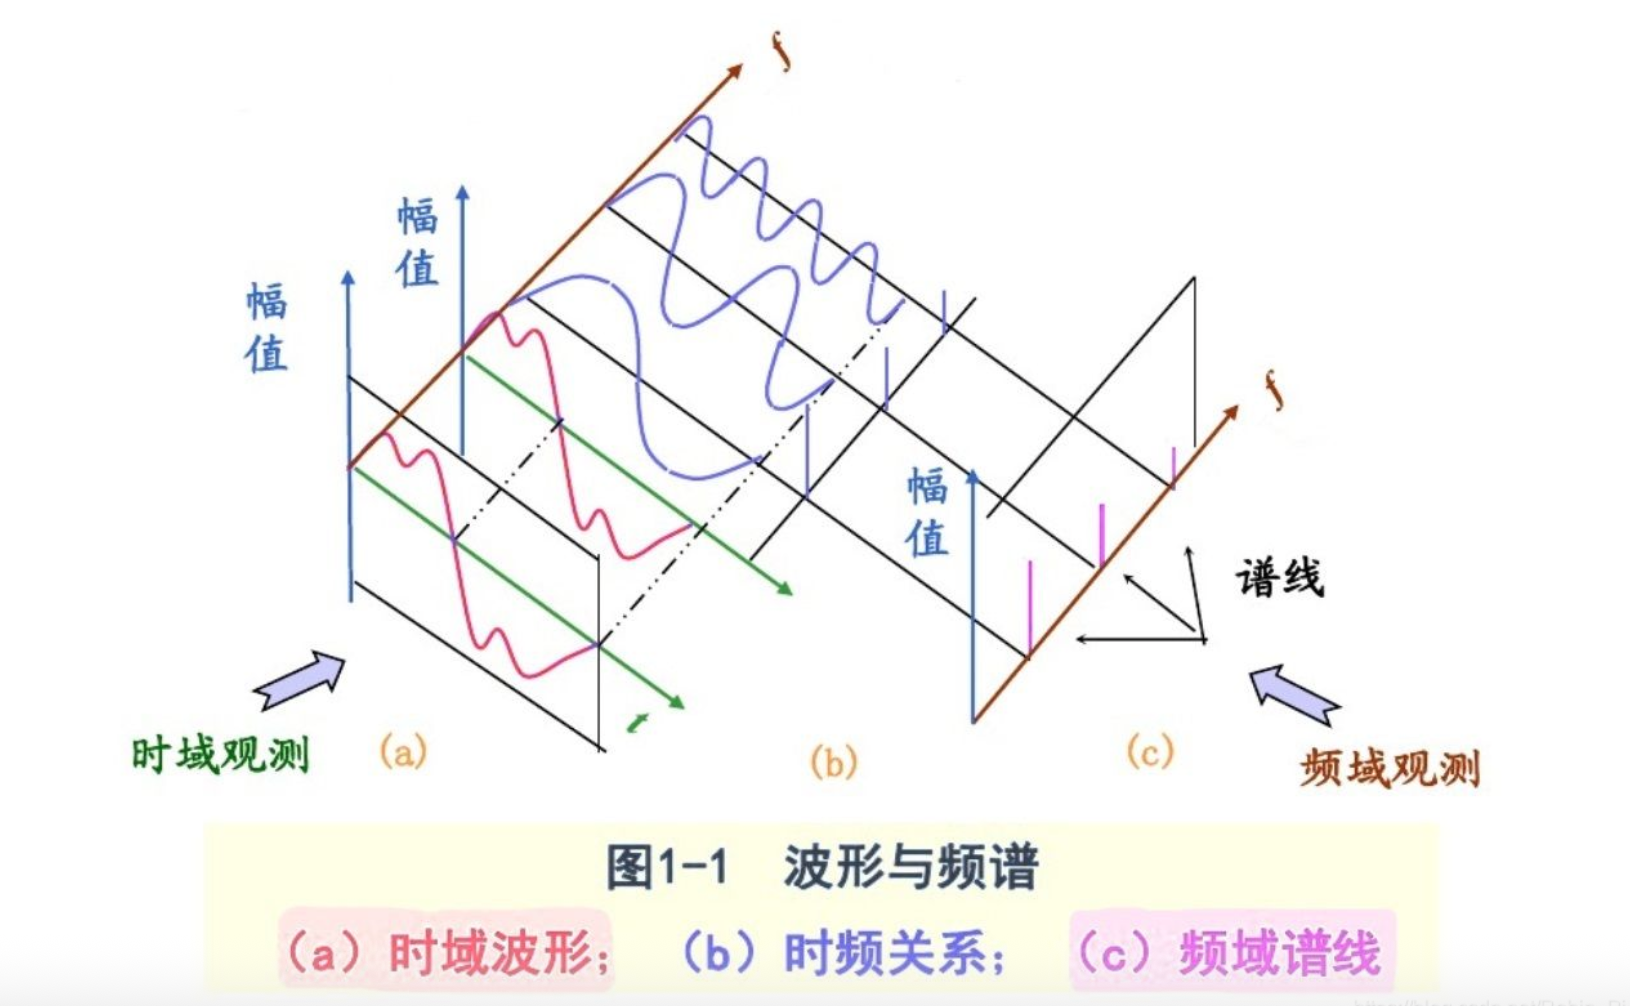 f
幅值
幅值
f
幅值
谱线
t
时域观测
(a)
(b)
(c)
频域观测
图1-1 波形与频谱
（a）时域波形；（b）时频关系；（c）频域谱线